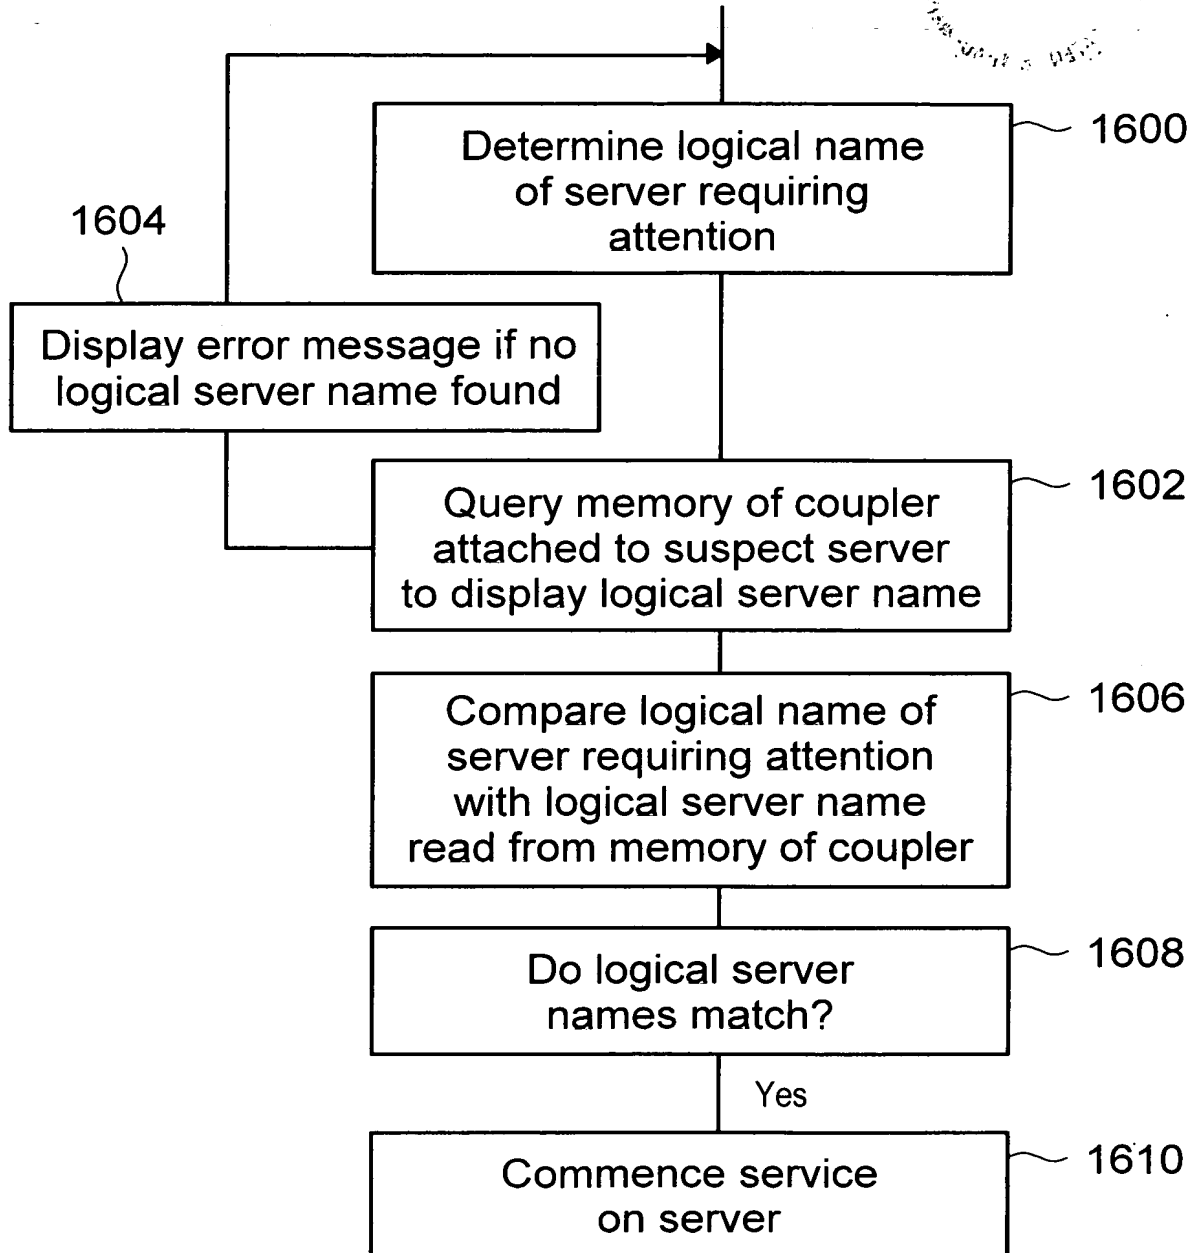 1600
Determine logical name
of server requiring
attention
1604
Display error message if no
logical server name found
1602
Query memory of coupler
attached to suspect server
to display logical server name
1606
Compare logical name of
server requiring attention
with logical server name
read from memory of coupler
1608
Do logical server
names match?
Yes
1610
Commence service
on server